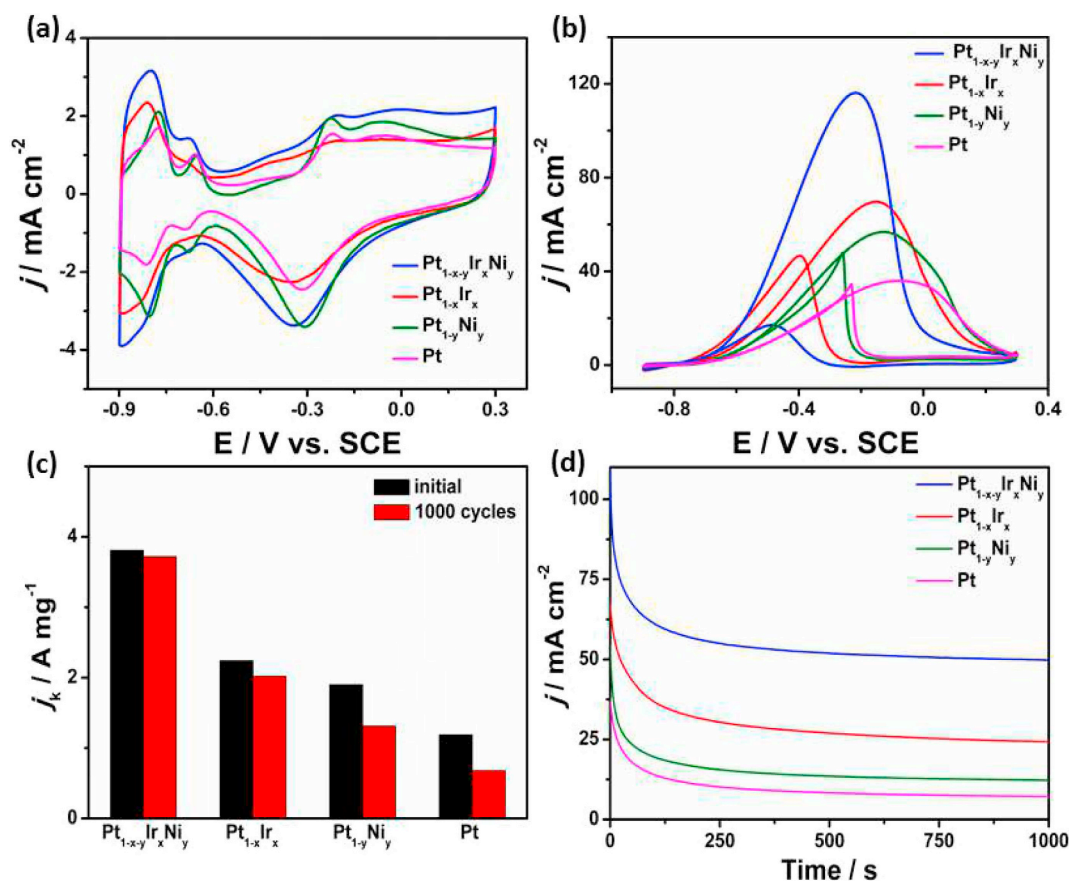 (a)
4
2
0
-2
-4
j / mA cm-2
-0.9
-0.6
-0.3
0.0
0.3
E / V vs. SCE
Pt1-x-yIrxNiy
Pt1-xIrx
Pt1-yNiy
Pt
(b)
120
80
40
0
j / mA cm-2
-0.8
-0.4
0.0
0.4
E / V vs. SCE
Pt1-x-yIrxNiy
Pt1-xIrx
Pt1-yNiy
Pt
(c)
4
2
0
jk / A mg-1
initial
1000 cycles
Pt1-x-yIrxNiy
Pt1-xIrx
Pt1-yNiy
Pt
(d)
100
75
50
25
0
j / mA cm-2
0
250
500
750
1000
Time / s
Pt1-x-yIrxNiy
Pt1-xIrx
Pt1-yNiy
Pt